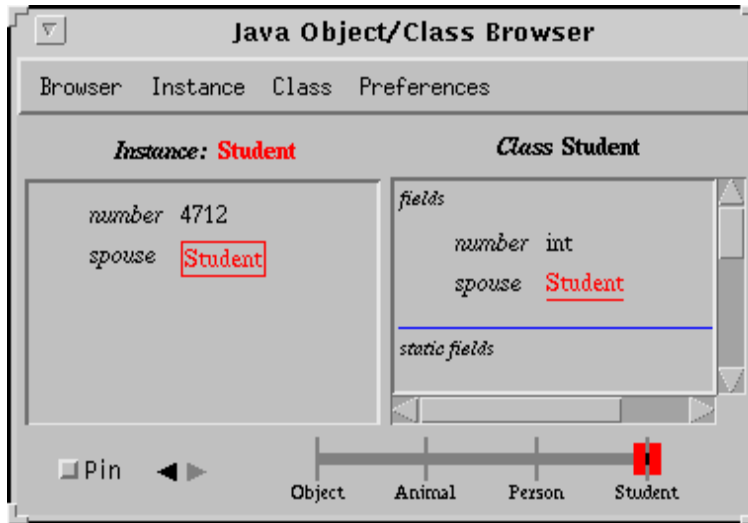 Java Object/Class Browser
Browser Instance Class Preferences
Instance: Student
number 4712
spouse Student
Class Student
fields
number int
spouse Student
static fields
Pin
Object Animal Person Student